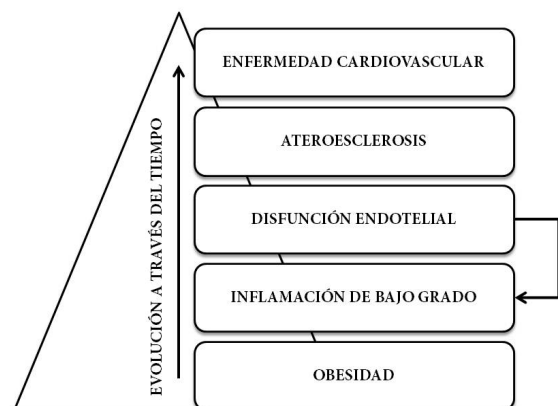 ENFERMEDAD CARDIOVASCULAR
ATEROESCLEROSIS
DISFUNCIÓN ENDOTELIAL
INFLAMACIÓN DE BAJO GRADO
OBESIDAD
EVOLUCIÓN A TRAVÉS DEL TIEMPO